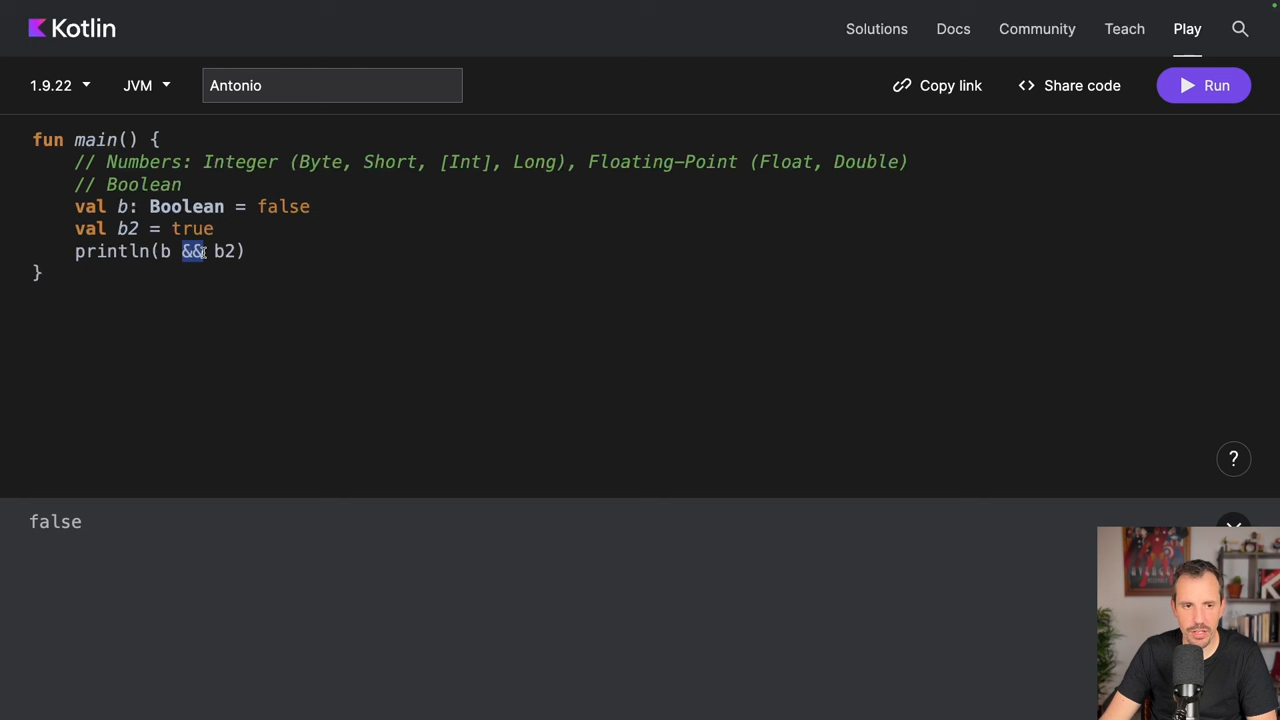 Kotlin
Solutions Docs Community Teach Play
1.9.22 JVM Antonio Copy link <> Share code Run
fun main() {
// Numbers: Integer (Byte, Short, [Int], Long), Floating-Point (Float, Double)
// Boolean
val b: Boolean = false
val b2 = true
println(b && b2)
}
?
false